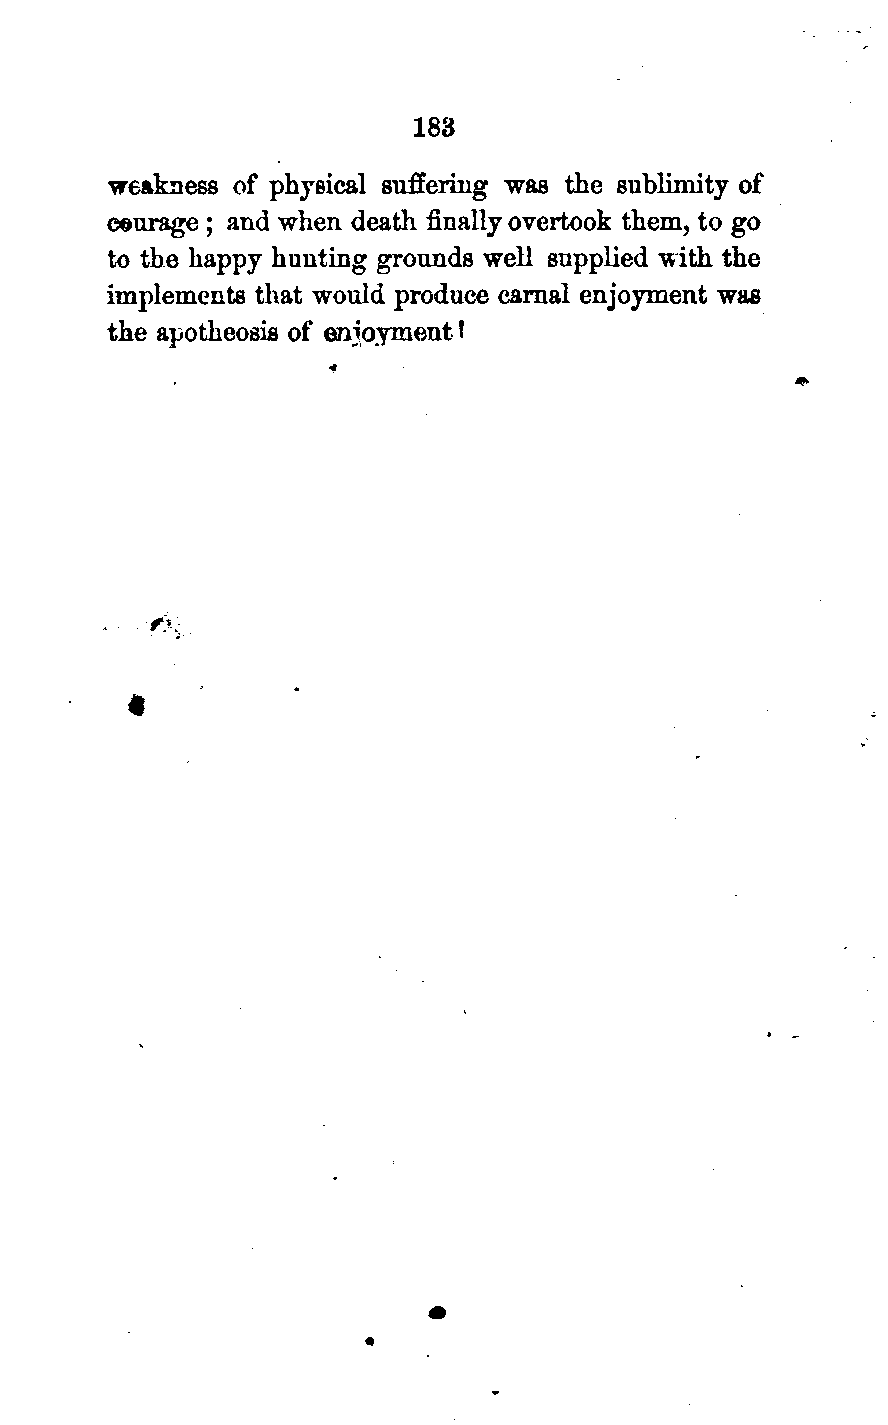 183
weakness of physical suffering was the sublimity of
courage ; and when death finally overtook them, to go
to the happy hunting grounds well supplied with the
implements that would produce carnal enjoyment was
the apotheosis of enjoyment !